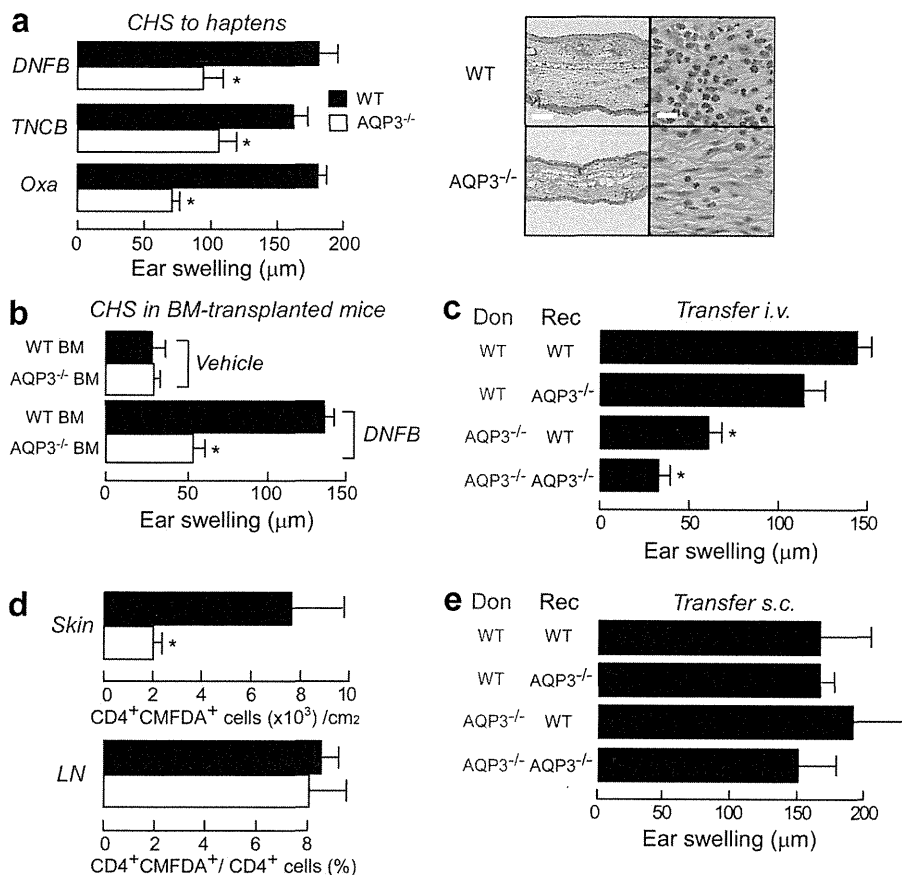 a
CHS to haptens
DNFB
*
TNCB
*
Oxa
*
WT
AQP3-/-
0 50 100 150 200
Ear swelling (μm)
WT
AQP3-/-
b
CHS in BM-transplanted mice
WT BM
AQP3-/- BM
Vehicle
WT BM
AQP3-/- BM
*
DNFB
0 50 100 150
Ear swelling (μm)
c
Don Rec Transfer i.v.
WT WT
WT AQP3-/-
AQP3-/- WT *
AQP3-/- AQP3-/- *
0 50 100 150
Ear swelling (μm)
d
Skin
*
0 2 4 6 8 10
CD4+CMFDA+ cells (x103) /cm2
LN
0 2 4 6 8
CD4+CMFDA+/ CD4+ cells (%)
e
Don Rec Transfer s.c.
WT WT
WT AQP3-/-
AQP3-/- WT
AQP3-/- AQP3-/-
0 50 100 150 200
Ear swelling (μm)